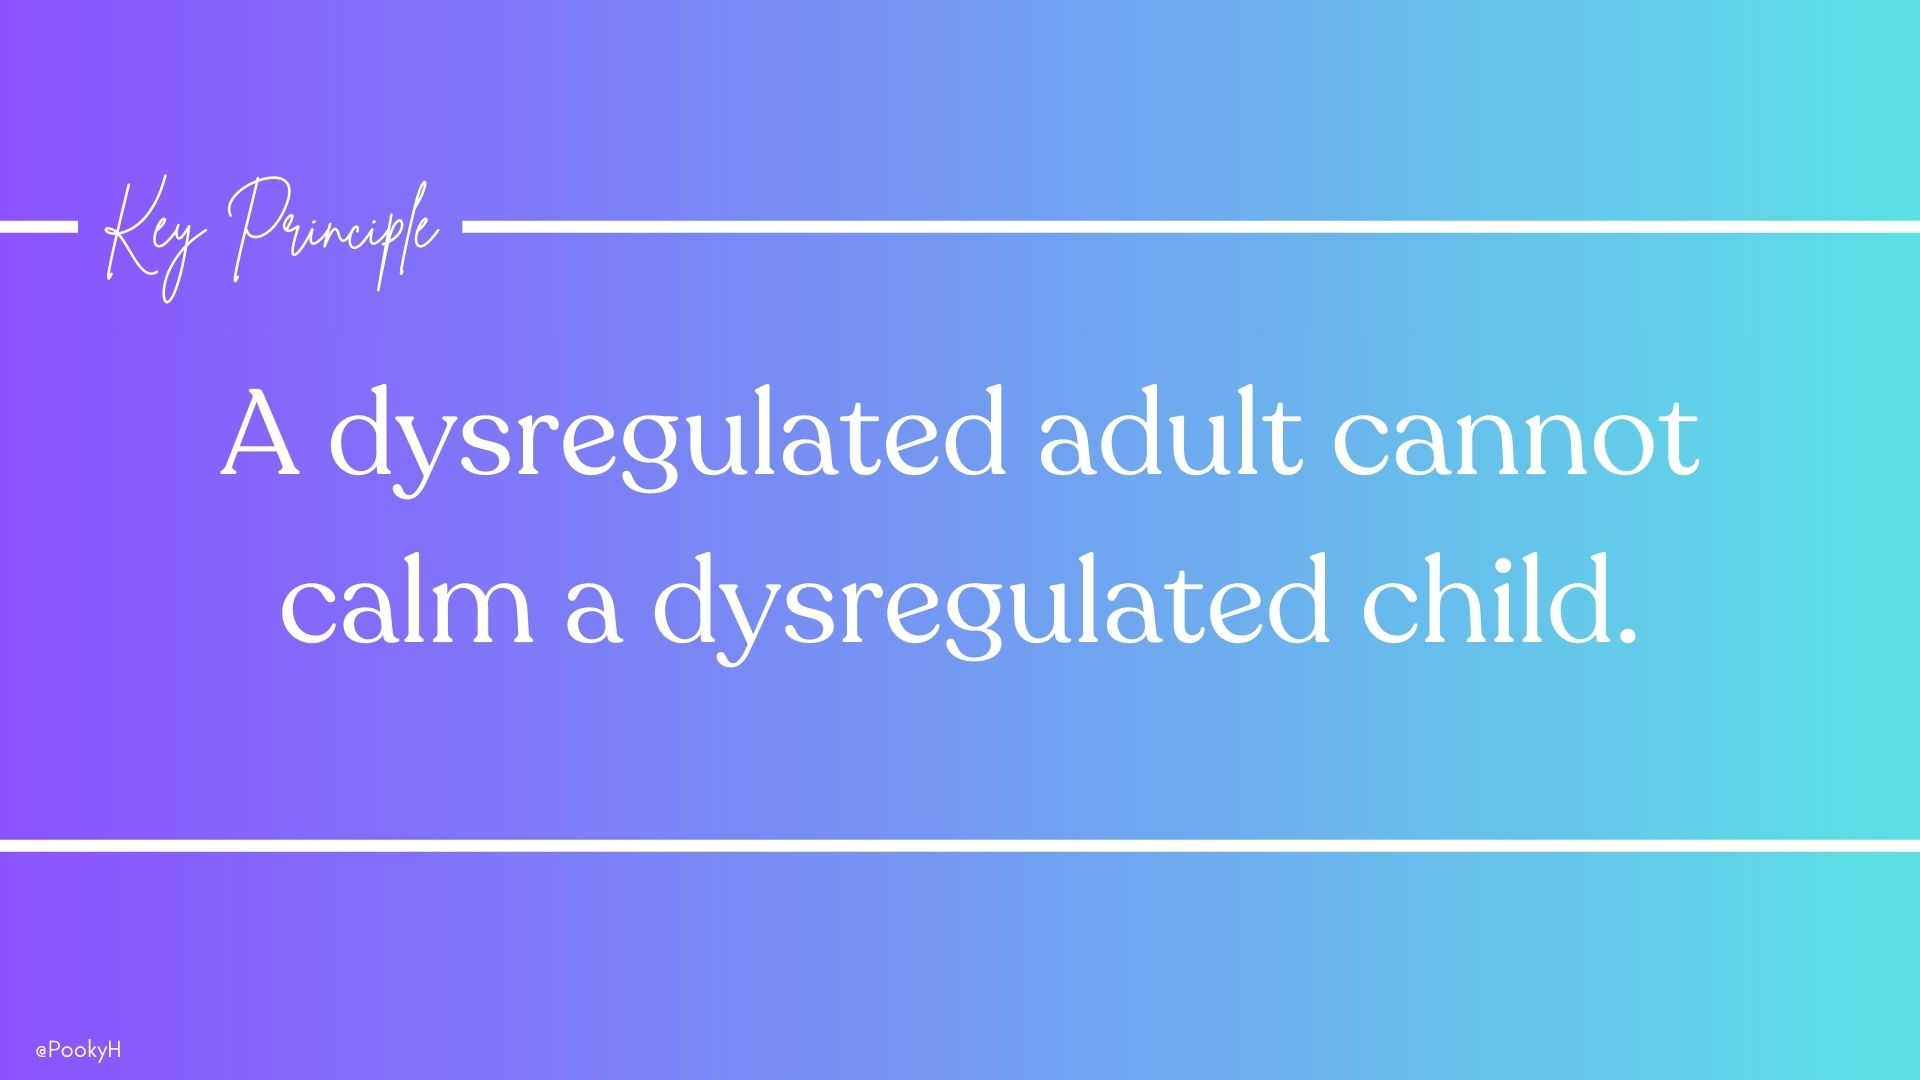 Key Principle
A dysregulated adult cannot
calm a dysregulated child.
@PookyH